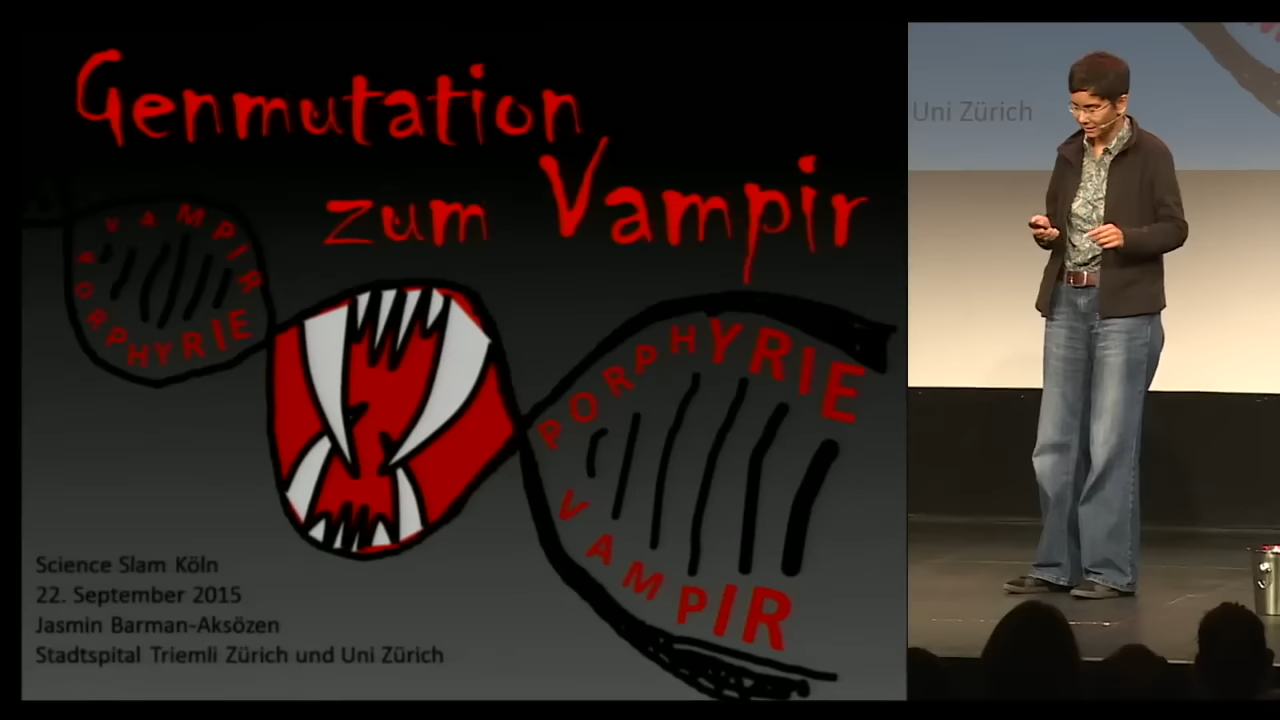 Genmutation
zum Vampir
VAMPIR
PORPHYRIE
PORPHYRIE
VAMPIR
Science Slam Köln
22. September 2015
Jasmin Barman-Aksözen
Stadtspital Triemli Zürich und Uni Zürich
Uni Zürich